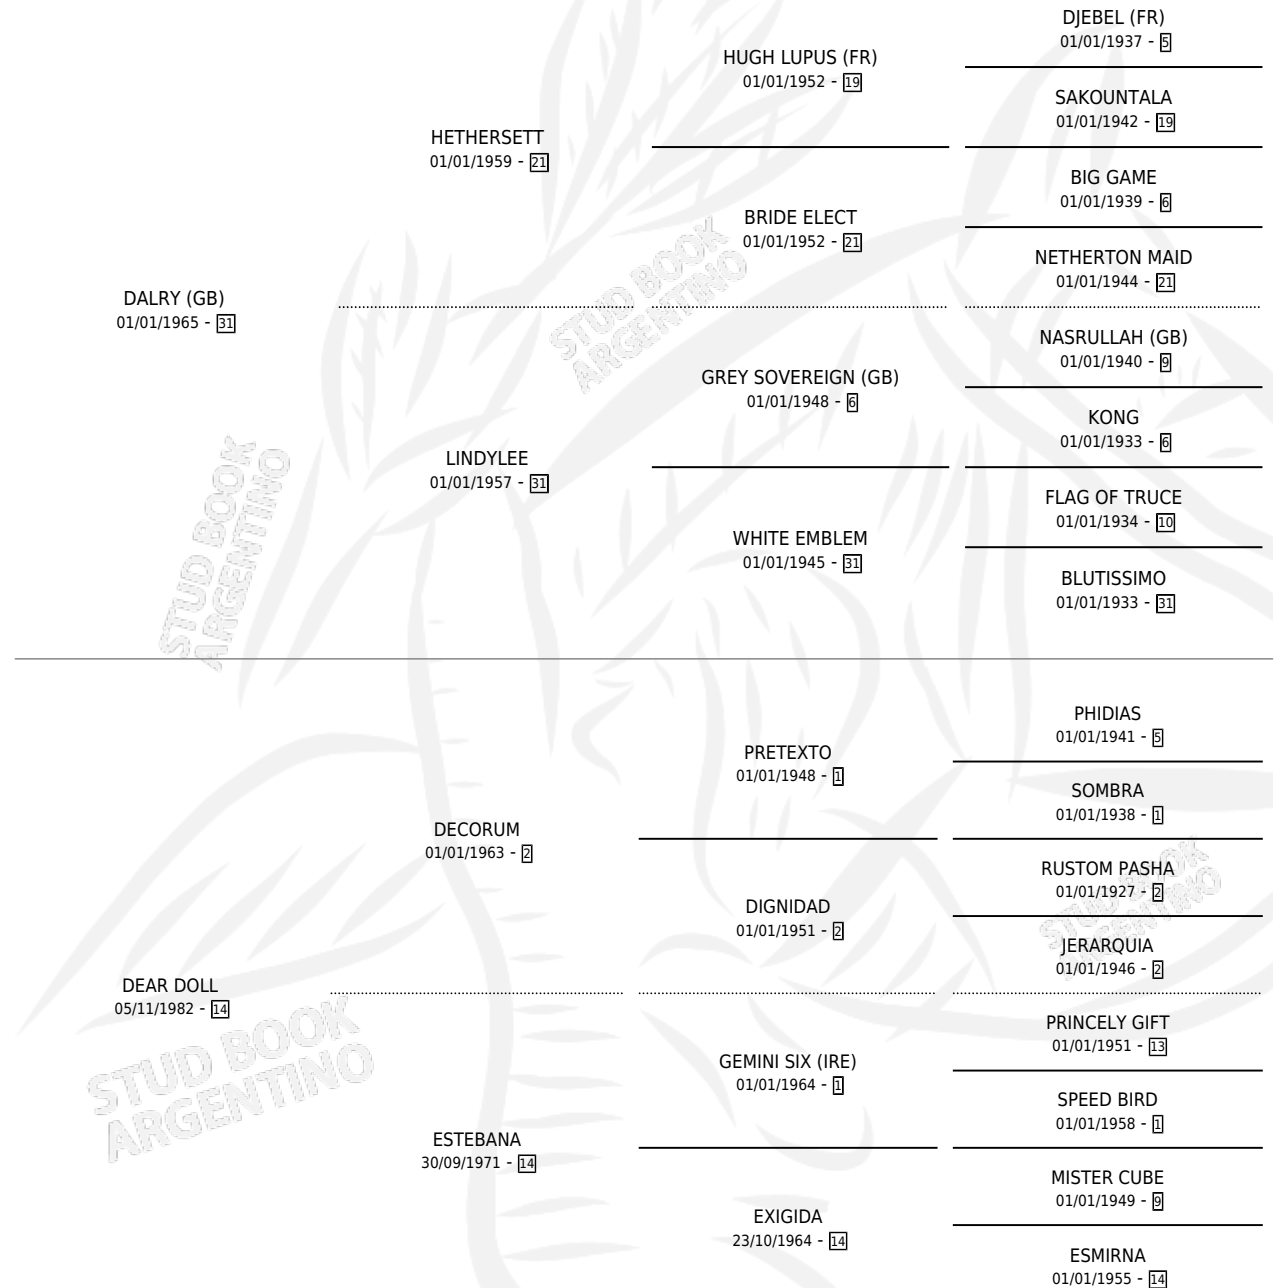 DJEBEL (FR)
01/01/1937 - 5
HUGH LUPUS (FR)
01/01/1952 - 19
SAKOUNTALA
01/01/1942 - 19
HETHERSETT
01/01/1959 - 21
BIG GAME
01/01/1939 - 6
BRIDE ELECT
01/01/1952 - 21
NETHERTON MAID
01/01/1944 - 21
DALRY (GB)
01/01/1965 - 31
NASRULLAH (GB)
01/01/1940 - 9
GREY SOVEREIGN (GB)
01/01/1948 - 6
KONG
01/01/1933 - 6
LINDYLEE
01/01/1957 - 31
FLAG OF TRUCE
01/01/1934 - 10
WHITE EMBLEM
01/01/1945 - 31
BLUTISSIMO
01/01/1933 - 31
PHIDIAS
01/01/1941 - 5
PRETEXTO
01/01/1948 - 1
SOMBRA
01/01/1938 - 1
DECORUM
01/01/1963 - 2
RUSTOM PASHA
01/01/1927 - 2
DIGNIDAD
01/01/1951 - 2
JERARQUIA
01/01/1946 - 2
DEAR DOLL
05/11/1982 - 14
PRINCELY GIFT
01/01/1951 - 13
GEMINI SIX (IRE)
01/01/1964 - 1
SPEED BIRD
01/01/1958 - 1
ESTEBANA
30/09/1971 - 14
MISTER CUBE
01/01/1949 - 9
EXIGIDA
23/10/1964 - 14
ESMIRNA
01/01/1955 - 14
STUD BOOK
ARGENTINO
STUD BOOK
ARGENTINO
STUD BOOK
ARGENTINO
STUD BOOK
ARGENTINO